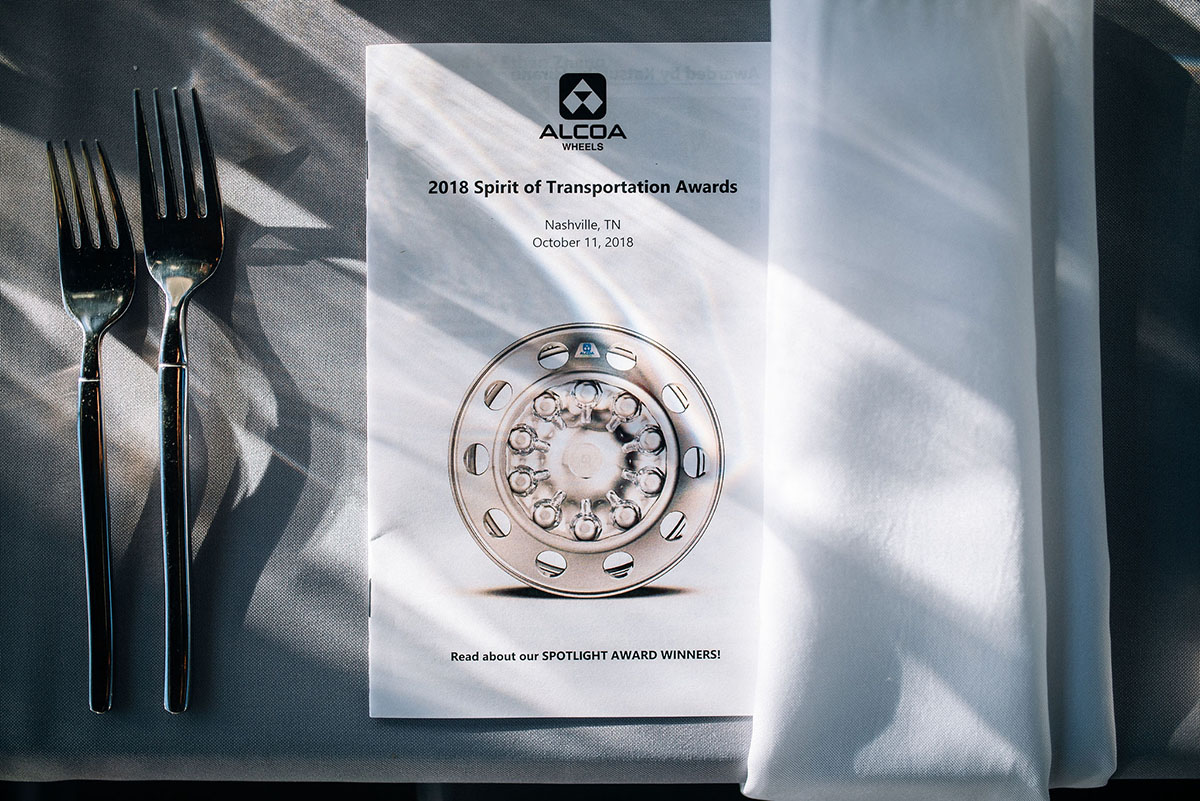 ALCOA
WHEELS
2018 Spirit of Transportation Awards
Nashville, TN
October 11, 2018
Read about our SPOTLIGHT AWARD WINNERS!